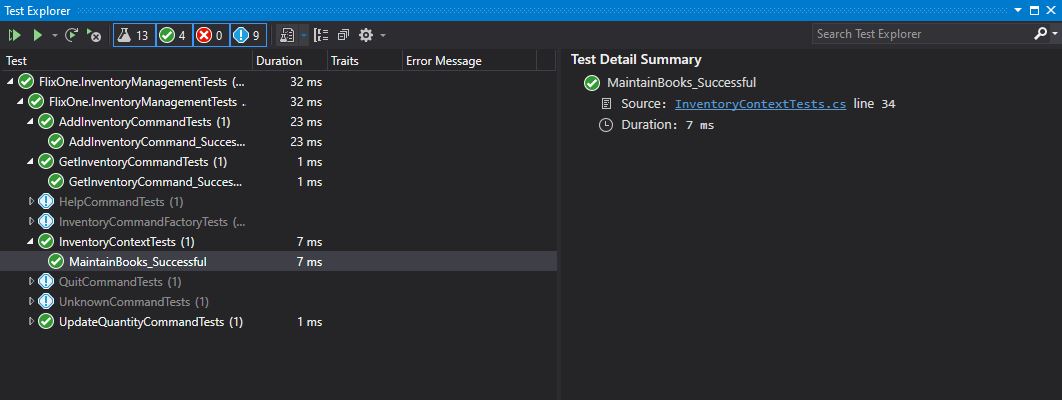 Test Explorer
13 4 0 9
Search Test Explorer
Test Duration Traits Error Message
FlixOne.InventoryManagementTests (... 32 ms
FlixOne.InventoryManagementTests ... 32 ms
AddInventoryCommandTests (1) 23 ms
AddInventoryCommand_Succes... 23 ms
GetInventoryCommandTests (1) 1 ms
GetInventoryCommand_Succes... 1 ms
HelpCommandTests (1)
InventoryCommandFactoryTests (...
InventoryContextTests (1) 7 ms
MaintainBooks_Successful 7 ms
QuitCommandTests (1)
UnknownCommandTests (1)
UpdateQuantityCommandTests (1) 1 ms
Test Detail Summary
MaintainBooks_Successful
Source: InventoryContextTests.cs line 34
Duration: 7 ms